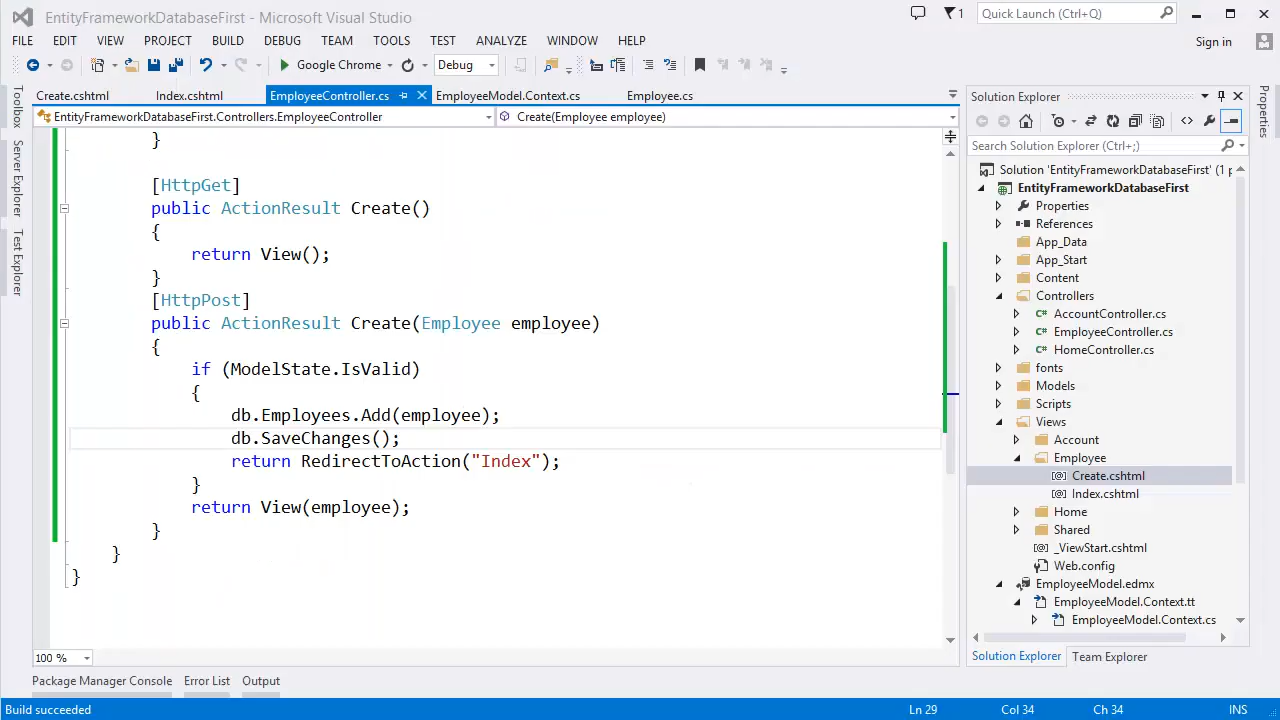 EntityFrameworkDatabaseFirst - Microsoft Visual Studio
1
Quick Launch (Ctrl+Q)
FILE EDIT VIEW PROJECT BUILD DEBUG TEAM TOOLS TEST ANALYZE WINDOW HELP
Sign in
Google Chrome Debug
Create.cshtml Index.cshtml EmployeeController.cs EmployeeModel.Context.cs Employee.cs
EntityFrameworkDatabaseFirst.Controllers.EmployeeController Create(Employee employee)
Toolbox
Server Explorer
Test Explorer
}
[HttpGet]
public ActionResult Create()
{
return View();
}
[HttpPost]
public ActionResult Create(Employee employee)
{
if (ModelState.IsValid)
{
db.Employees.Add(employee);
db.SaveChanges();
return RedirectToAction("Index");
}
return View(employee);
}
}
}
100 %
Solution Explorer
Search Solution Explorer (Ctrl+;)
Solution 'EntityFrameworkDatabaseFirst' (1 p
EntityFrameworkDatabaseFirst
Properties
References
App_Data
App_Start
Content
Controllers
C# AccountController.cs
C# EmployeeController.cs
C# HomeController.cs
fonts
Models
Scripts
Views
Account
Employee
[@] Create.cshtml
[@] Index.cshtml
Home
Shared
[@] _ViewStart.cshtml
Web.config
EmployeeModel.edmx
EmployeeModel.Context.tt
EmployeeModel.Context.cs
Solution Explorer Team Explorer
Properties
Package Manager Console Error List Output
Build succeeded Ln 29 Col 34 Ch 34 INS